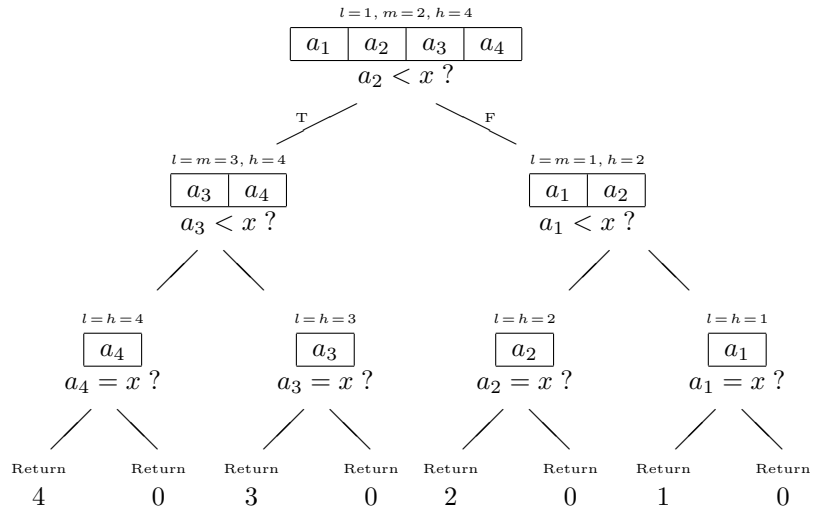 l=1, m=2, h=4
a₁ a₂ a₃ a₄
a₂ < x ?
T F
l=m=3, h=4 l=m=1, h=2
a₃ a₄ a₁ a₂
a₃ < x ? a₁ < x ?
l=h=4 l=h=3 l=h=2 l=h=1
a₄ a₃ a₂ a₁
a₄ = x ? a₃ = x ? a₂ = x ? a₁ = x ?
Return Return Return Return Return Return Return Return
4 0 3 0 2 0 1 0